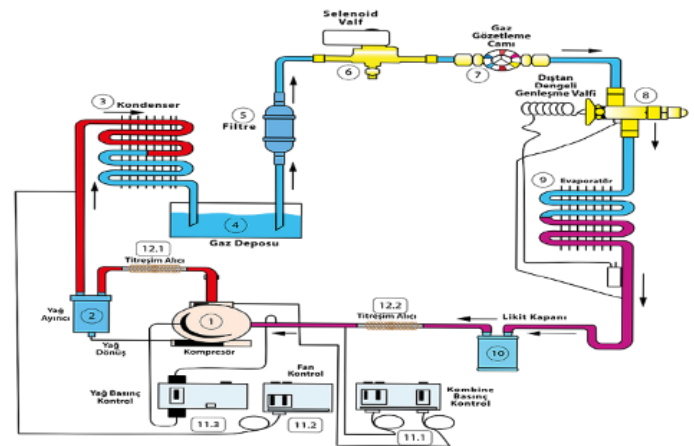 Selenoid
Valf
6
Gaz
Gözetleme
Camı
7
Dıştan
Dengeli
Genleşme Valfi
8
3
Kondenser
5
Filtre
9
Evaporatör
4
Gaz Deposu
12.1
Titreşim Alıcı
Yağ
Ayırıcı
2
Yağ
Dönüş
1
Kompresör
12.2
Titreşim Alıcı
Likit Kapanı
10
Yağ Basınç
Kontrol
11.3
Fan
Kontrol
11.2
Kombine
Basınç
Kontrol
11.1